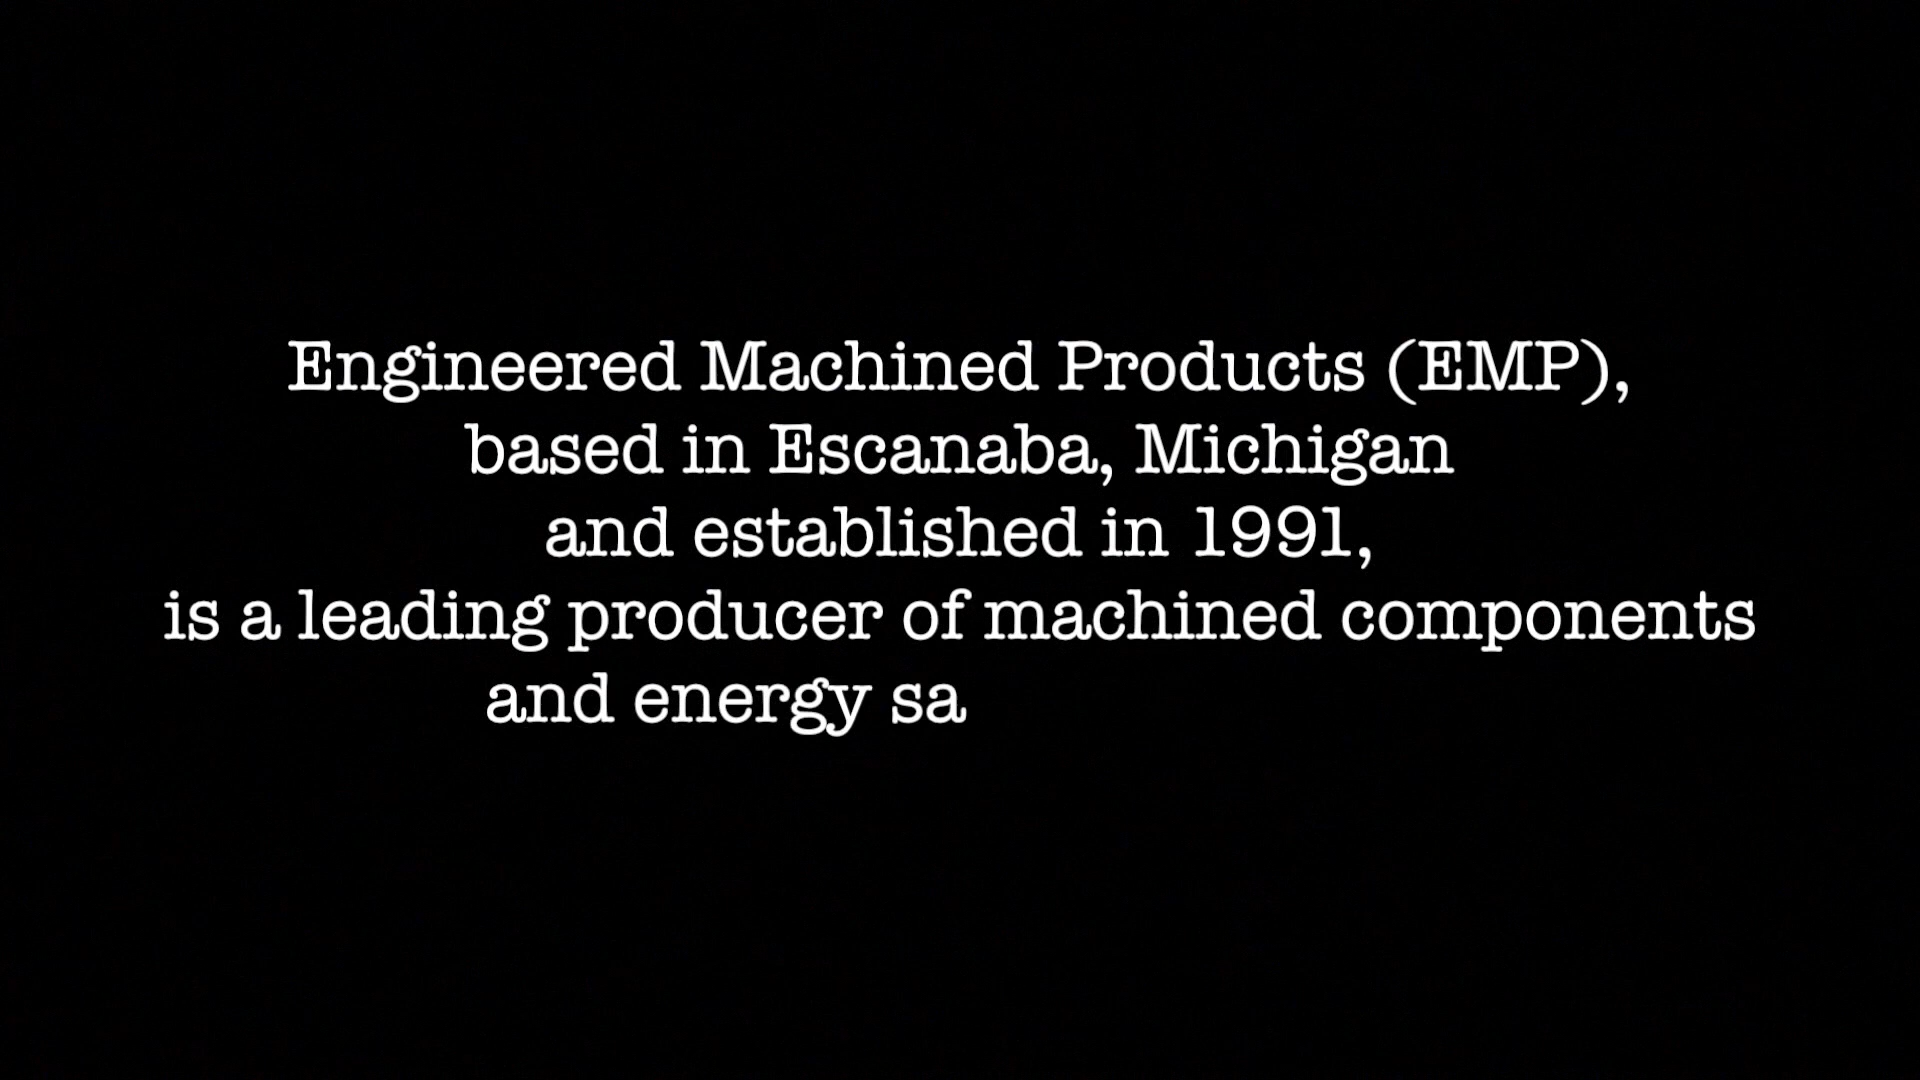 Engineered Machined Products (EMP),
based in Escanaba, Michigan
and established in 1991,
is a leading producer of machined components
and energy sa